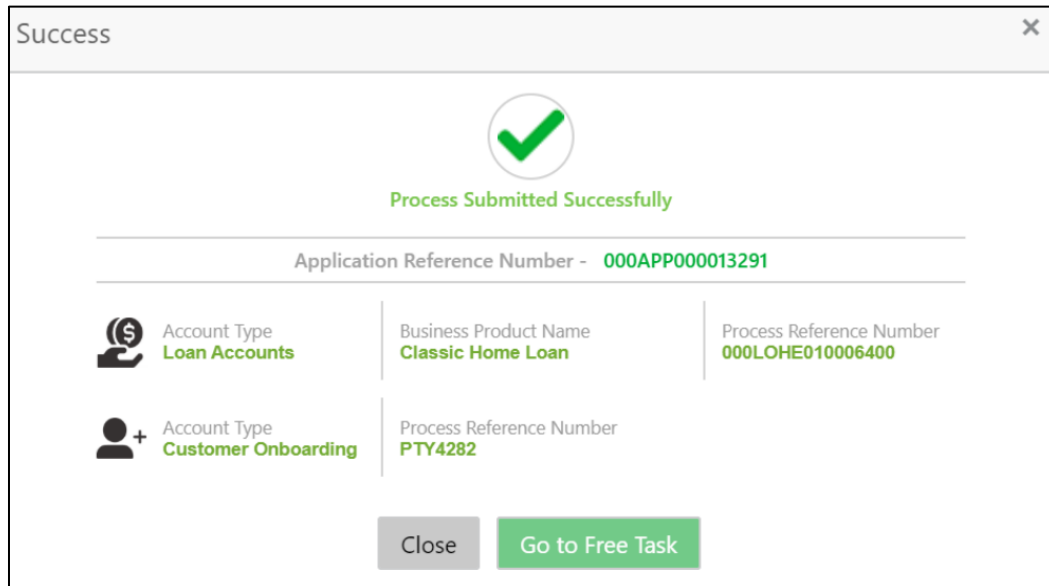 Success
Process Submitted Successfully
Application Reference Number - 000APP000013291
Account Type
Loan Accounts
Business Product Name
Classic Home Loan
Process Reference Number
000LOHE010006400
Account Type
Customer Onboarding
Process Reference Number
PTY4282
Close
Go to Free Task